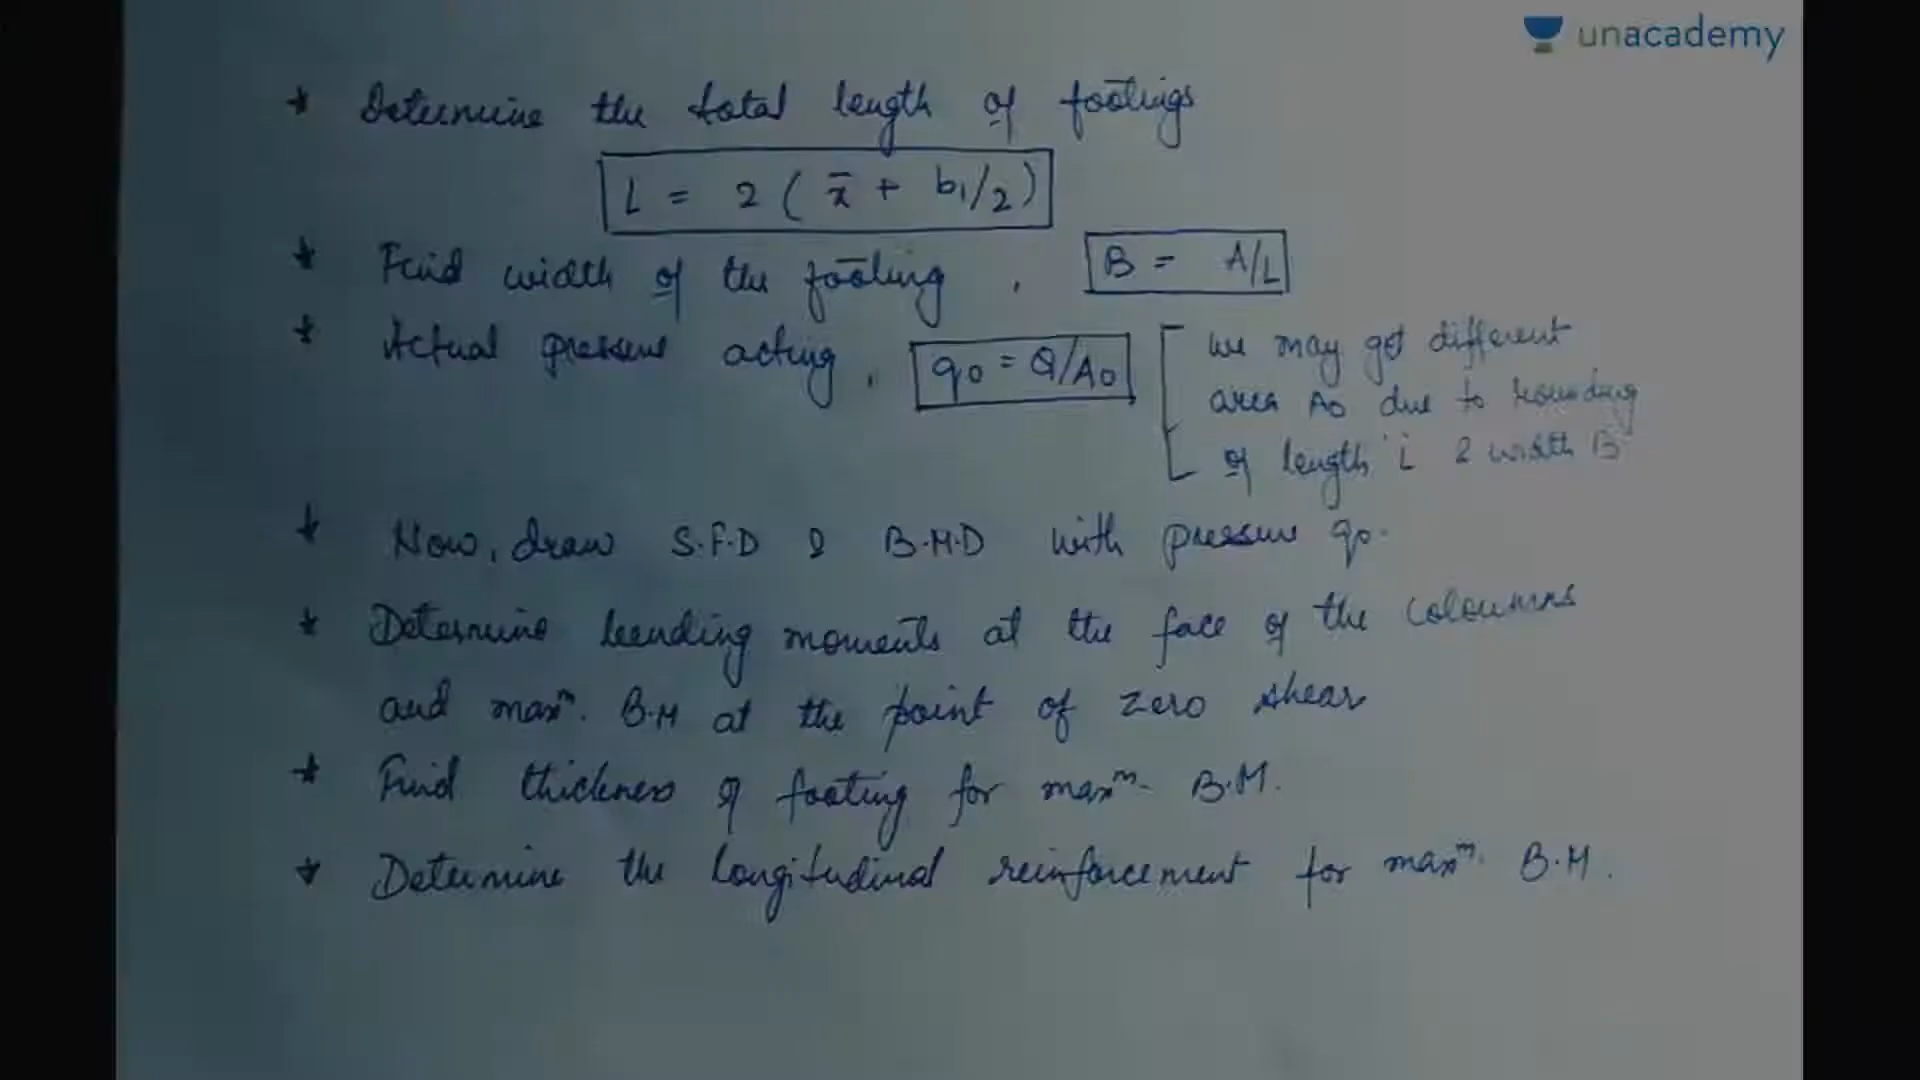 unacademy
* Determine the total length of footings
L = 2 ( x̄ + b₁/2 )
* Find width of the footing , B = A/L
* Actual pressure acting , q₀ = Q/A₀ [ we may get different
area A₀ due to rounding
of length L & width B
* Now, draw S.F.D & B.M.D with pressure q₀.
* Determine bending moments at the face of the coloumns
and maxᵐ. B.M at the point of zero shear
* Find thickness of footing for maxᵐ. B.M.
* Determine the longitudinal reinforcement for maxᵐ. B.M.